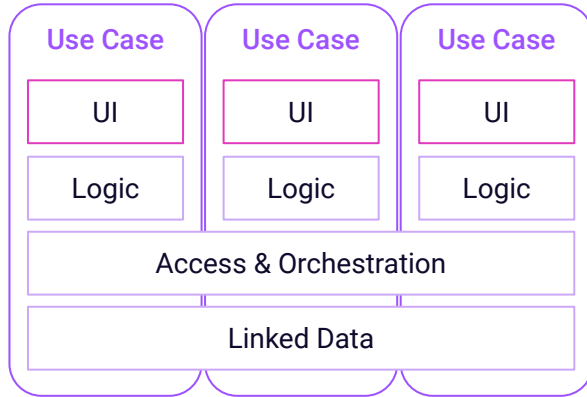 Use Case Use Case Use Case
UI UI UI
Logic Logic Logic
Access & Orchestration
Linked Data